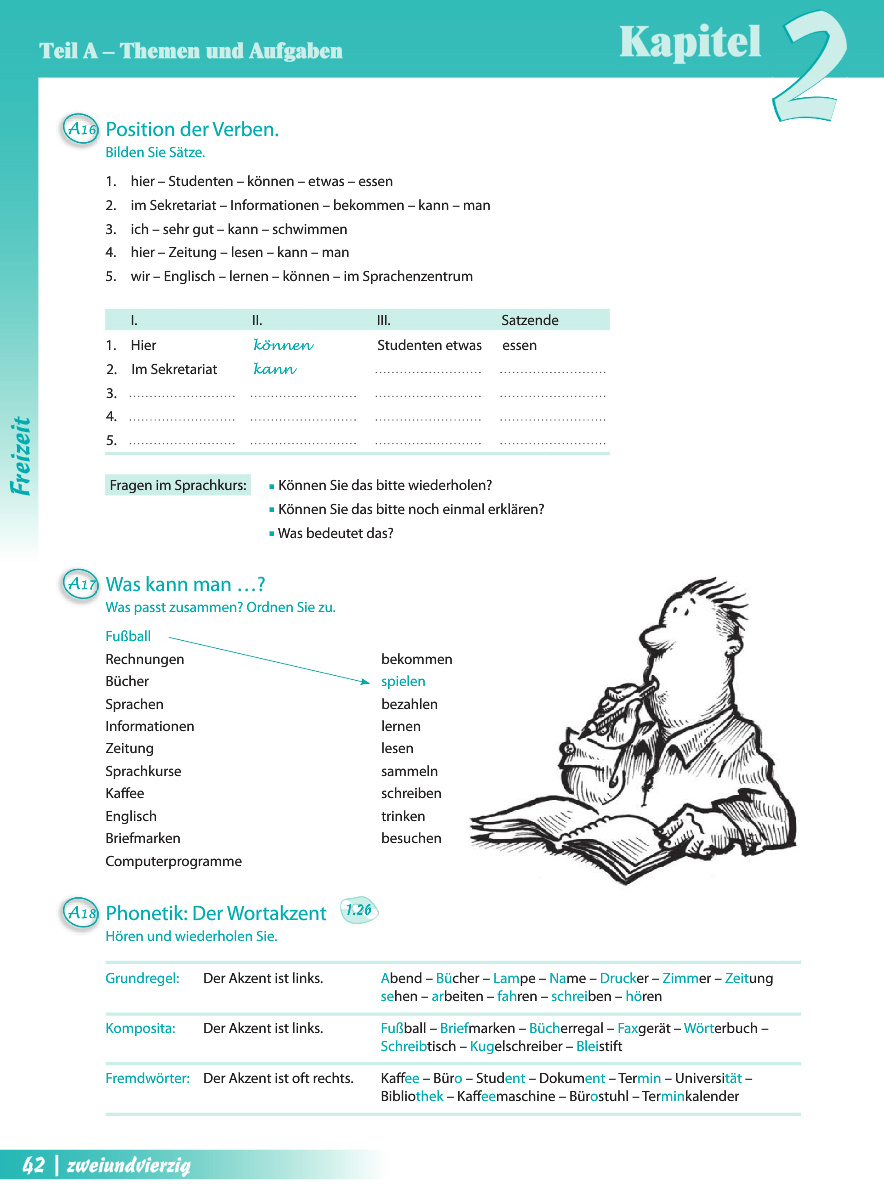 Teil A – Themen und Aufgaben
Kapitel 2
Freizeit
A16 Position der Verben.
Bilden Sie Sätze.
1. hier – Studenten – können – etwas – essen
2. im Sekretariat – Informationen – bekommen – kann – man
3. ich – sehr gut – kann – schwimmen
4. hier – Zeitung – lesen – kann – man
5. wir – Englisch – lernen – können – im Sprachenzentrum
I. II. III. Satzende
1. Hier können Studenten etwas essen
2. Im Sekretariat kann .......................... ..........................
3. .......................... .......................... .......................... ..........................
4. .......................... .......................... .......................... ..........................
5. .......................... .......................... .......................... ..........................
Fragen im Sprachkurs: ▪ Können Sie das bitte wiederholen?
▪ Können Sie das bitte noch einmal erklären?
▪ Was bedeutet das?
A17 Was kann man …?
Was passt zusammen? Ordnen Sie zu.
Fußball
Rechnungen bekommen
Bücher spielen
Sprachen bezahlen
Informationen lernen
Zeitung lesen
Sprachkurse sammeln
Kaffee schreiben
Englisch trinken
Briefmarken besuchen
Computerprogramme
A18 Phonetik: Der Wortakzent 1.26
Hören und wiederholen Sie.
Grundregel: Der Akzent ist links. Abend – Bücher – Lampe – Name – Drucker – Zimmer – Zeitung
sehen – arbeiten – fahren – schreiben – hören
Komposita: Der Akzent ist links. Fußball – Briefmarken – Bücherregal – Faxgerät – Wörterbuch –
Schreibtisch – Kugelschreiber – Bleistift
Fremdwörter: Der Akzent ist oft rechts. Kaffee – Büro – Student – Dokument – Termin – Universität –
Bibliothek – Kaffeemaschine – Bürostuhl – Terminkalender
42 | zweiundvierzig